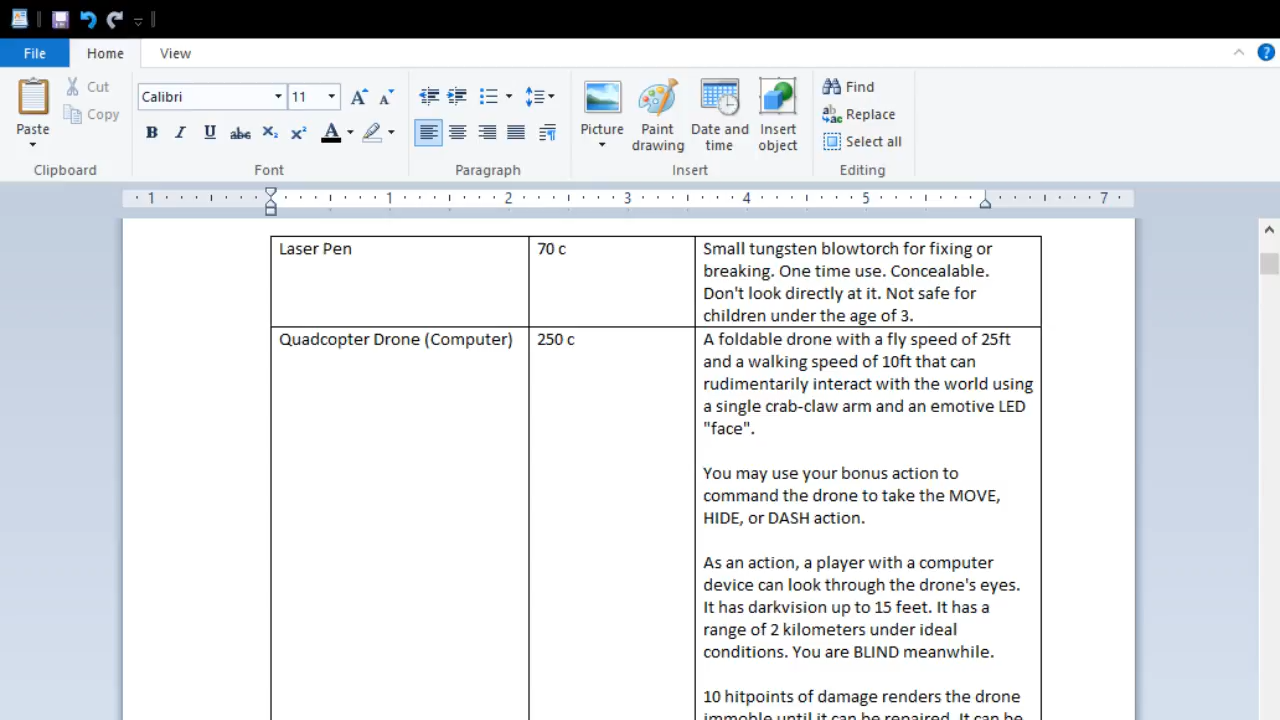 File Home View
Paste
Cut
Copy
Clipboard
Calibri 11
B I U abc X₂ X² A
Font
Paragraph
Picture
Paint drawing
Date and time
Insert object
Insert
Find
Replace
Select all
Editing
1 1 2 3 4 5 7
Laser Pen
70 c
Small tungsten blowtorch for fixing or
breaking. One time use. Concealable.
Don't look directly at it. Not safe for
children under the age of 3.
Quadcopter Drone (Computer)
250 c
A foldable drone with a fly speed of 25ft
and a walking speed of 10ft that can
rudimentarily interact with the world using
a single crab-claw arm and an emotive LED
"face".
You may use your bonus action to
command the drone to take the MOVE,
HIDE, or DASH action.
As an action, a player with a computer
device can look through the drone's eyes.
It has darkvision up to 15 feet. It has a
range of 2 kilometers under ideal
conditions. You are BLIND meanwhile.
10 hitpoints of damage renders the drone
immoble until it can be repaired. It can be